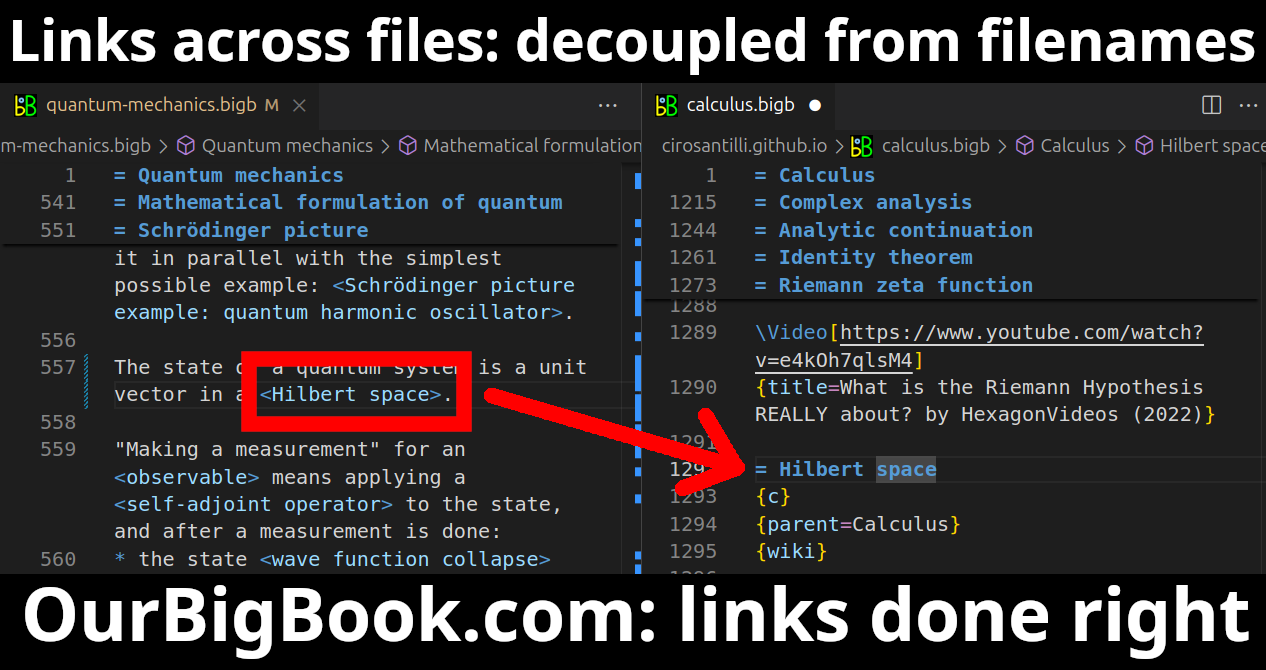 Links across files: decoupled from filenames
quantum-mechanics.bigb M
m-mechanics.bigb > Quantum mechanics > Mathematical formulation
1 = Quantum mechanics
541 = Mathematical formulation of quantum
551 = Schrödinger picture
it in parallel with the simplest
possible example: <Schrödinger picture
example: quantum harmonic oscillator>.
556
557 The state of a quantum system is a unit
vector in a <Hilbert space>.
558
559 "Making a measurement" for an
<observable> means applying a
<self-adjoint operator> to the state,
and after a measurement is done:
560 * the state <wave function collapse>
calculus.bigb
cirosantilli.github.io > calculus.bigb > Calculus > Hilbert space
1 = Calculus
1215 = Complex analysis
1244 = Analytic continuation
1261 = Identity theorem
1273 = Riemann zeta function
1288
1289 \Video[https://www.youtube.com/watch?
v=e4kOh7qlsM4]
1290 {title=What is the Riemann Hypothesis
REALLY about? by HexagonVideos (2022)}
1291
1292 = Hilbert space
1293 {c}
1294 {parent=Calculus}
1295 {wiki}
OurBigBook.com: links done right